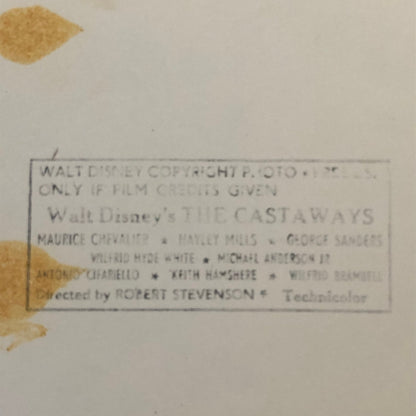 WALT DISNEY COPYRIGHT PHOTO
ONLY IF FILM CREDITS GIVEN
Walt Disney's THE CASTAWAYS
MAURICE CHEVALIER ★ HAYLEY MILLS ★ GEORGE SANDERS
WILFRID HYDE WHITE ★ MICHAEL ANDERSON JR
ANTONIO CIFARIELLO ★ KEITH HAMSHERE ★ WILFRID BRAMBELL
Directed by ROBERT STEVENSON ★ Technicolor